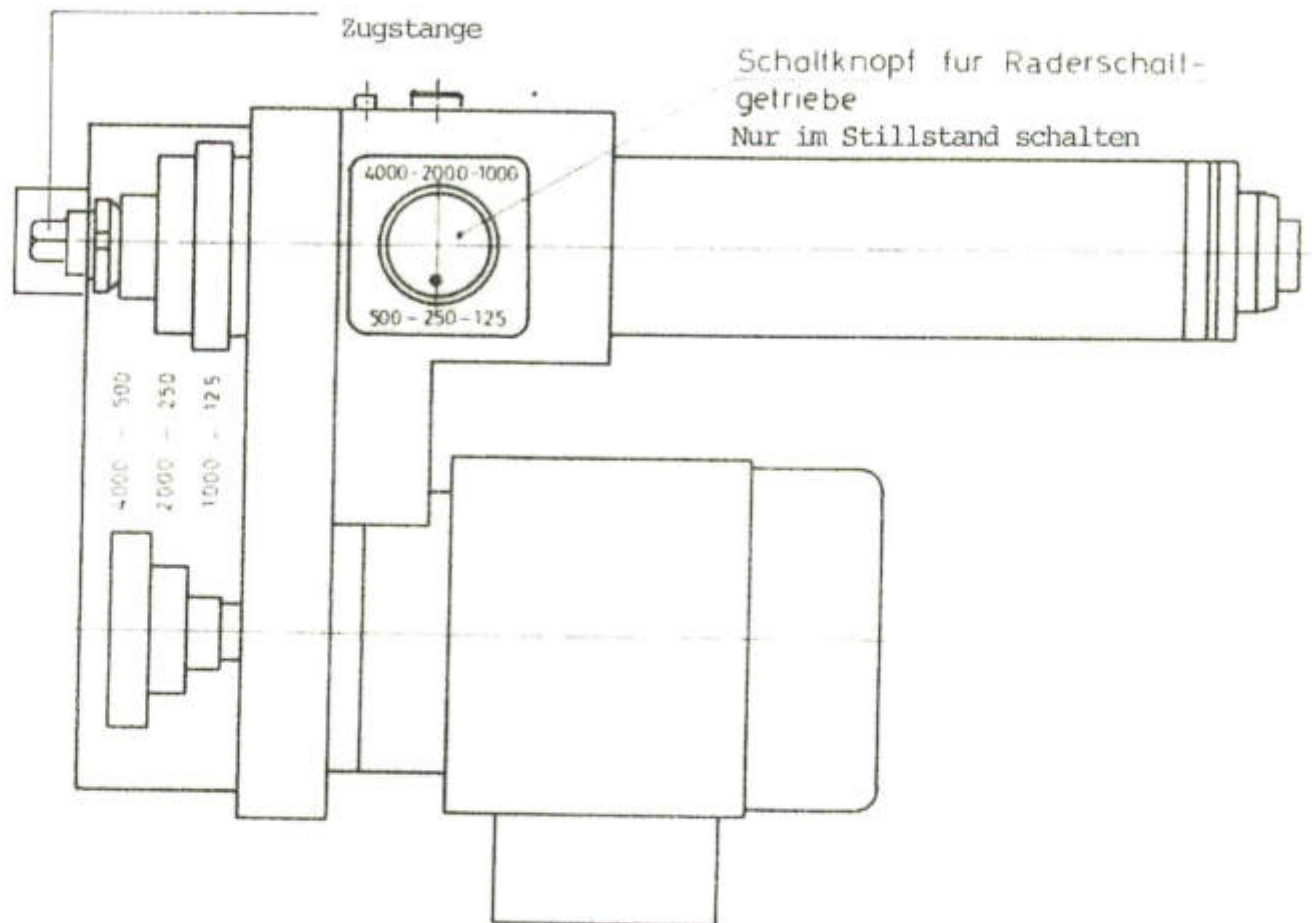 Zugstange
Schaltknopf fur Raderschalt-
getriebe
Nur im Stillstand schalten
4000-2000-1000
500-250-125
4000 - 500
2000 - 250
1000 - 125